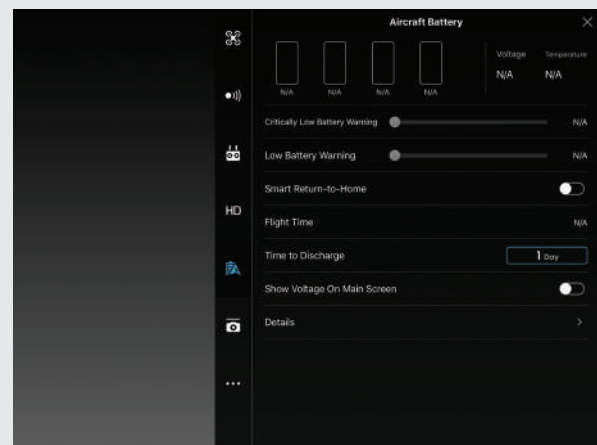 Aircraft Battery
Voltage Temperature
N/A N/A
N/A N/A N/A N/A
Critically Low Battery Warning N/A
Low Battery Warning N/A
Smart Return-to-Home
HD
Flight Time N/A
Time to Discharge 1 Day
Show Voltage On Main Screen
Details